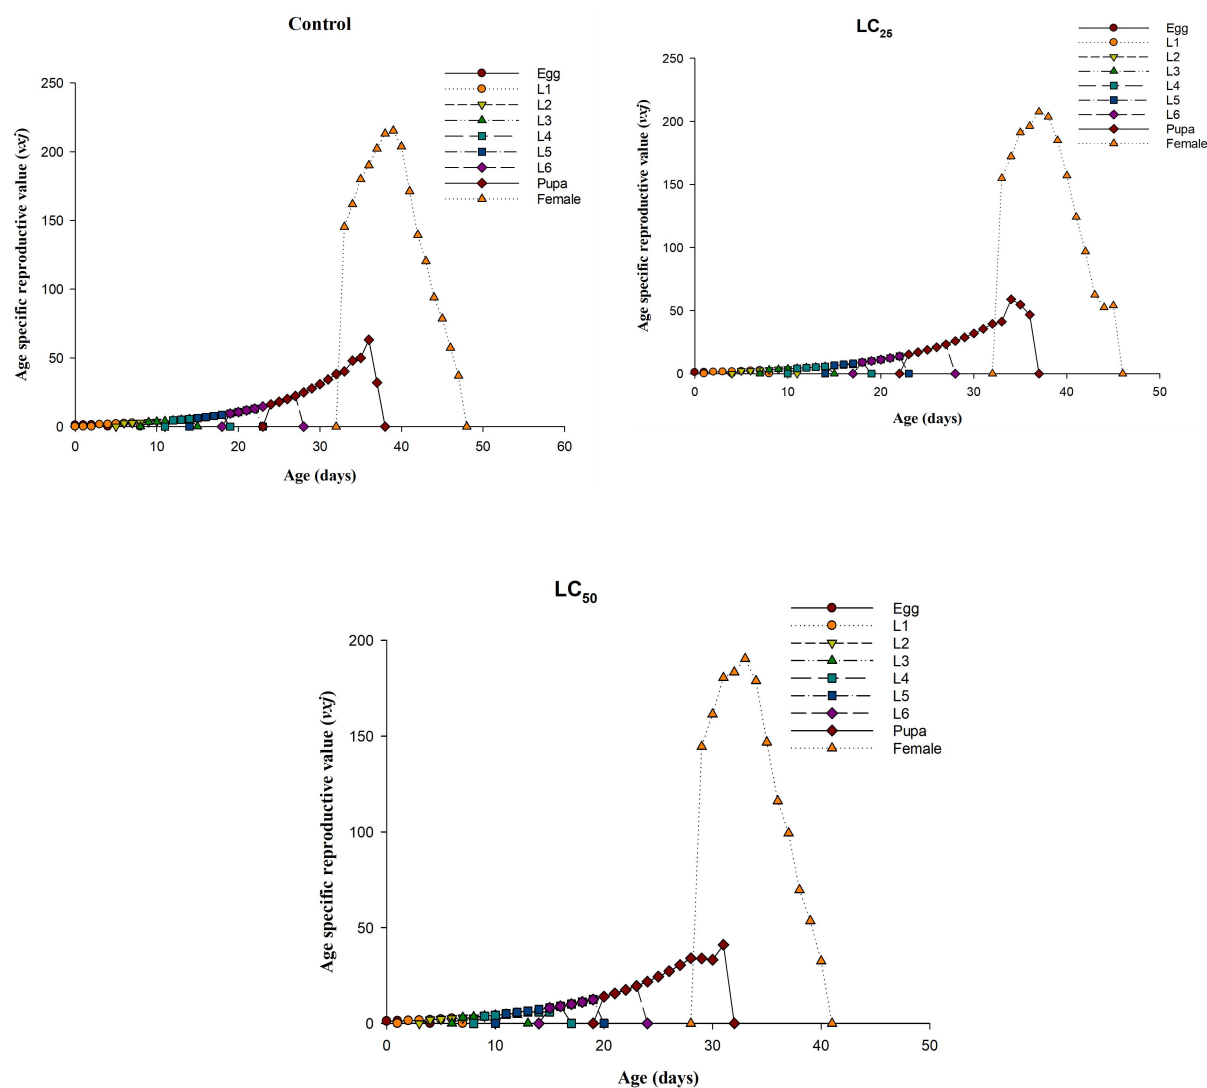 Control
Age specific reproductive value (vxj)
250
200
150
100
50
0
0 10 20 30 40 50 60
Age (days)
Egg
L1
L2
L3
L4
L5
L6
Pupa
Female
LC25
Age specific reproductive value (vxj)
250
200
150
100
50
0
0 10 20 30 40 50
Age (days)
Egg
L1
L2
L3
L4
L5
L6
Pupa
Female
LC50
Age specific reproductive value (vxj)
200
150
100
50
0
0 10 20 30 40 50
Age (days)
Egg
L1
L2
L3
L4
L5
L6
Pupa
Female